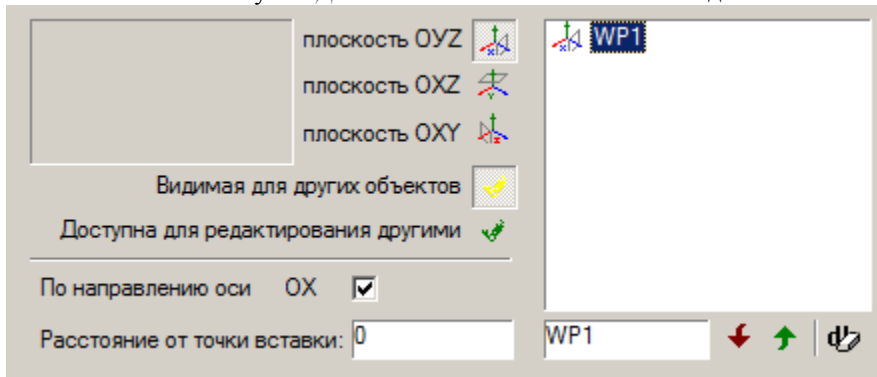 плоскость ОУZ
WP1
плоскость OXZ
плоскость OXY
Видимая для других объектов
Доступна для редактирования другими
По направлению оси OX
Расстояние от точки вставки: 0
WP1